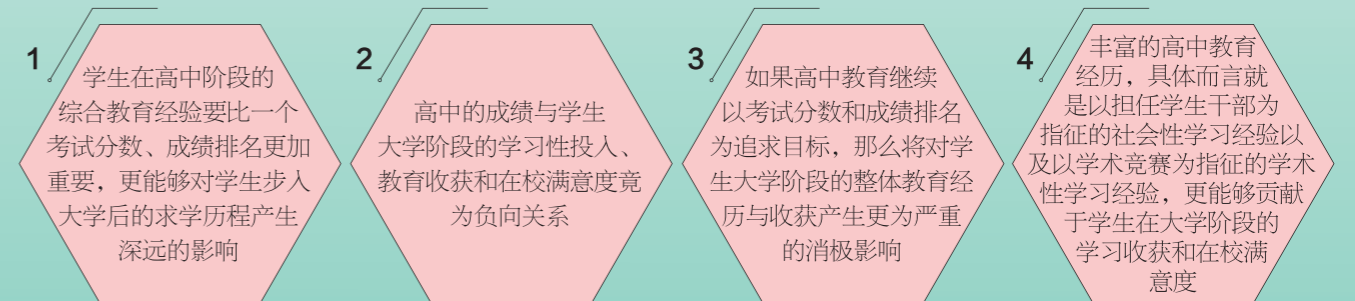 1
学生在高中阶段的
综合教育经验要比一个
考试分数、成绩排名更加
重要，更能够对学生步入
大学后的求学历程产生
深远的影响
2
高中的成绩与学生
大学阶段的学习性投入、
教育收获和在校满意度竟
为负向关系
3
如果高中教育继续
以考试分数和成绩排名
为追求目标，那么将对学
生大学阶段的整体教育经
历与收获产生更为严重
的消极影响
4
丰富的高中教育
经历，具体而言就
是以担任学生干部为
指征的社会性学习经验以
及以学术竞赛为指征的学术
性学习经验，更能够贡献
于学生在大学阶段的
学习收获和在校满
意度